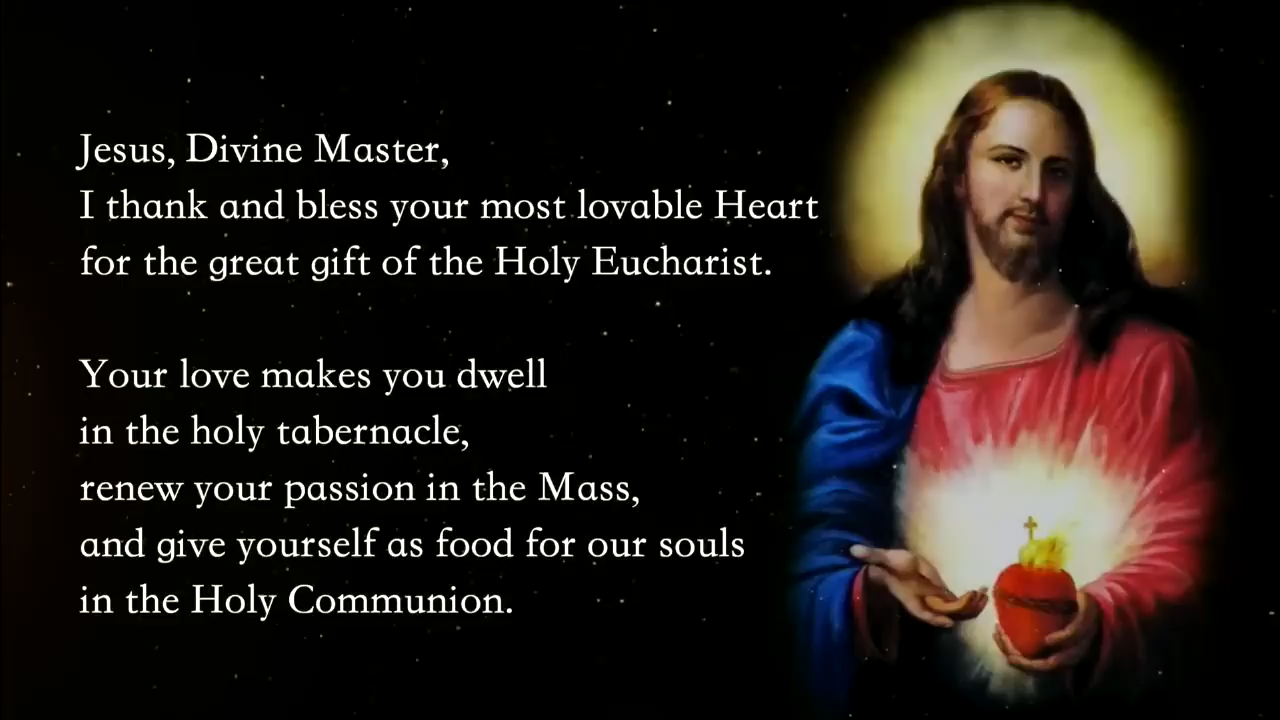 Jesus, Divine Master,
I thank and bless your most lovable Heart
for the great gift of the Holy Eucharist.
Your love makes you dwell
in the holy tabernacle,
renew your passion in the Mass,
and give yourself as food for our souls
in the Holy Communion.